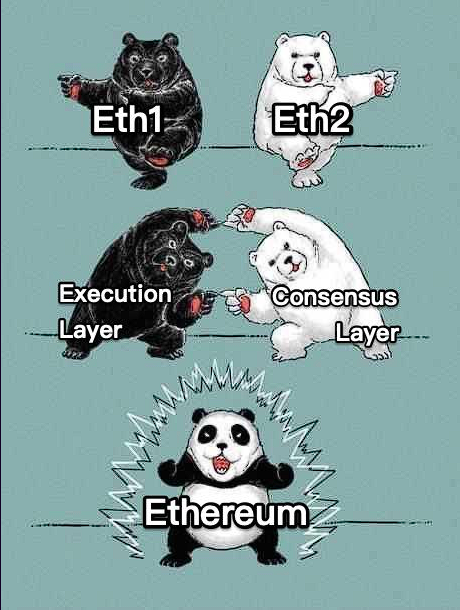 Eth1
Eth2
Execution
Layer
Consensus
Layer
Ethereum